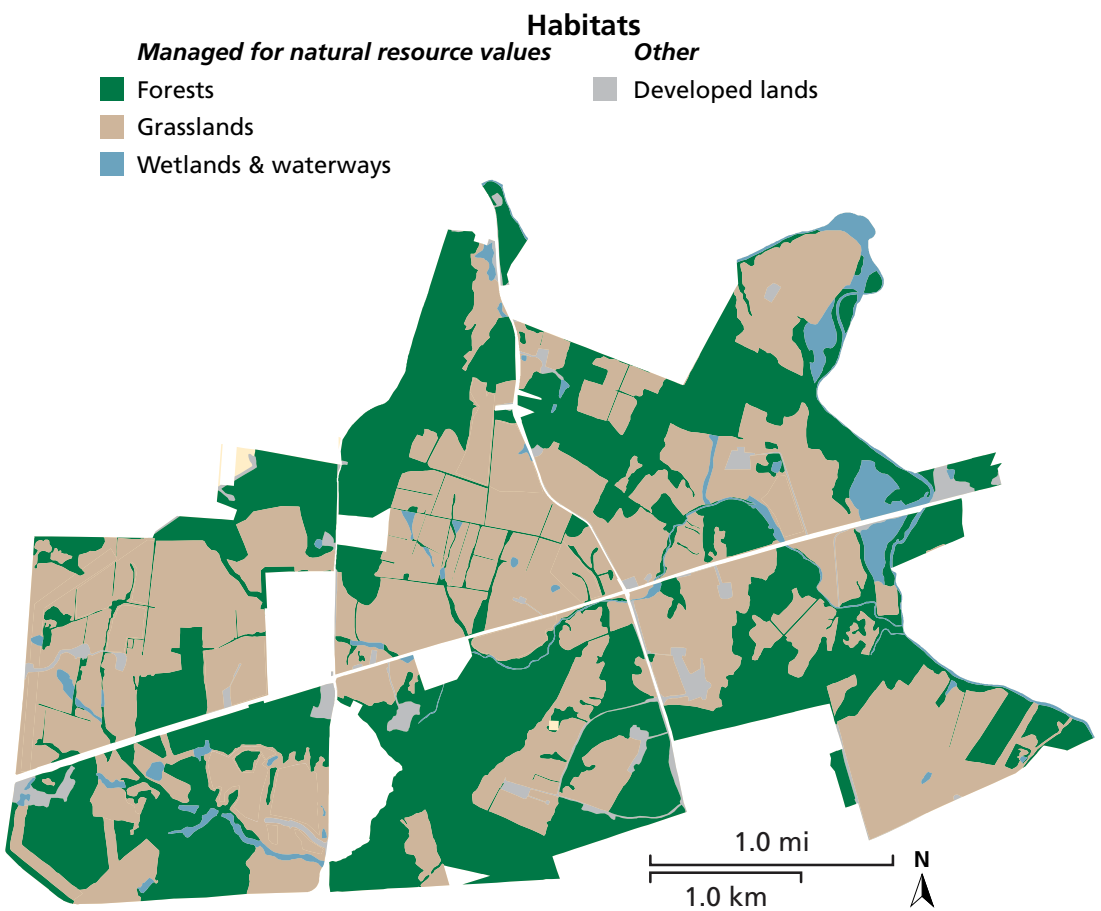 Habitats
Managed for natural resource values
Other
Forests
Developed lands
Grasslands
Wetlands & waterways
1.0 mi
N
1.0 km